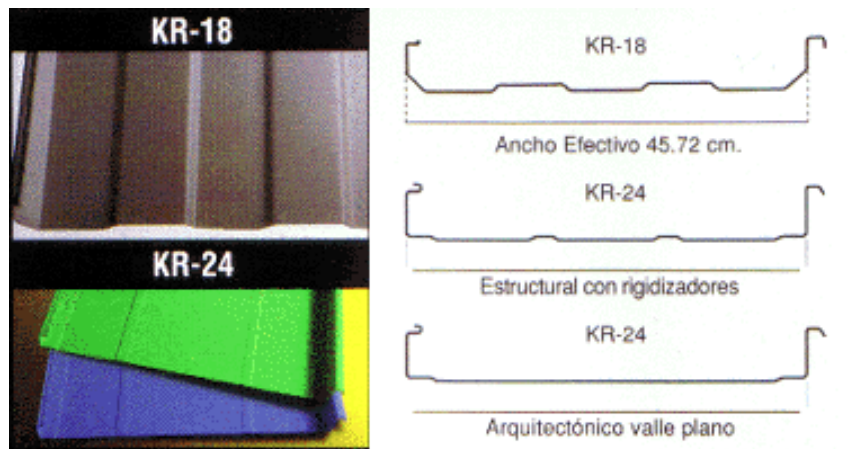 KR-18
KR-24
KR-18
Ancho Efectivo 45.72 cm.
KR-24
Estructural con rigidizadores
KR-24
Arquitectónico valle plano